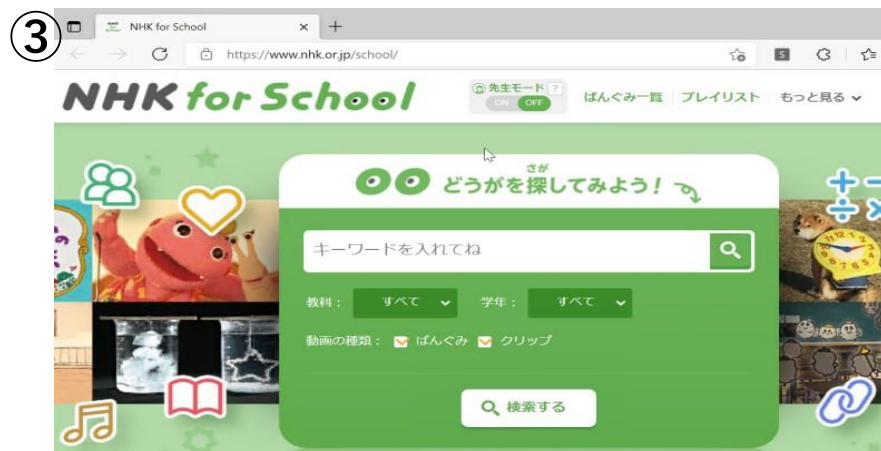 ③
NHK for School
https://www.nhk.or.jp/school/
NHK for School
先生モード ?
ON OFF
ばんぐみ一覧 プレイリスト もっと見る
さが
どうがを探してみよう!
キーワードを入れてね
教科: すべて 学年: すべて
動画の種類: ばんぐみ クリップ
検索する